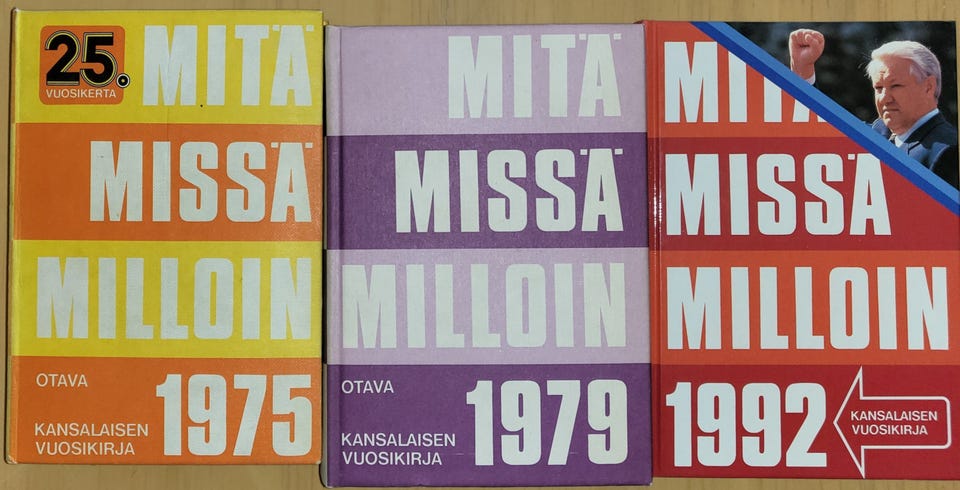 25.
VUOSIKERTA
MITÄ
MISSÄ
MILLOIN
OTAVA
1975
KANSALAISEN
VUOSIKIRJA
MITÄ
MISSÄ
MILLOIN
OTAVA
1979
KANSALAISEN
VUOSIKIRJA
MITÄ
MISSÄ
MILLOIN
1992
KANSALAISEN
VUOSIKIRJA